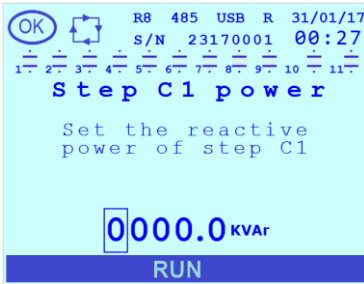 OK R8 485 USB R 31/01/17
S/N 23170001 00:27
1 2 3 4 5 6 7 8 9 10 11
Step C1 power
Set the reactive
power of step C1
0000.0 KVAr
RUN